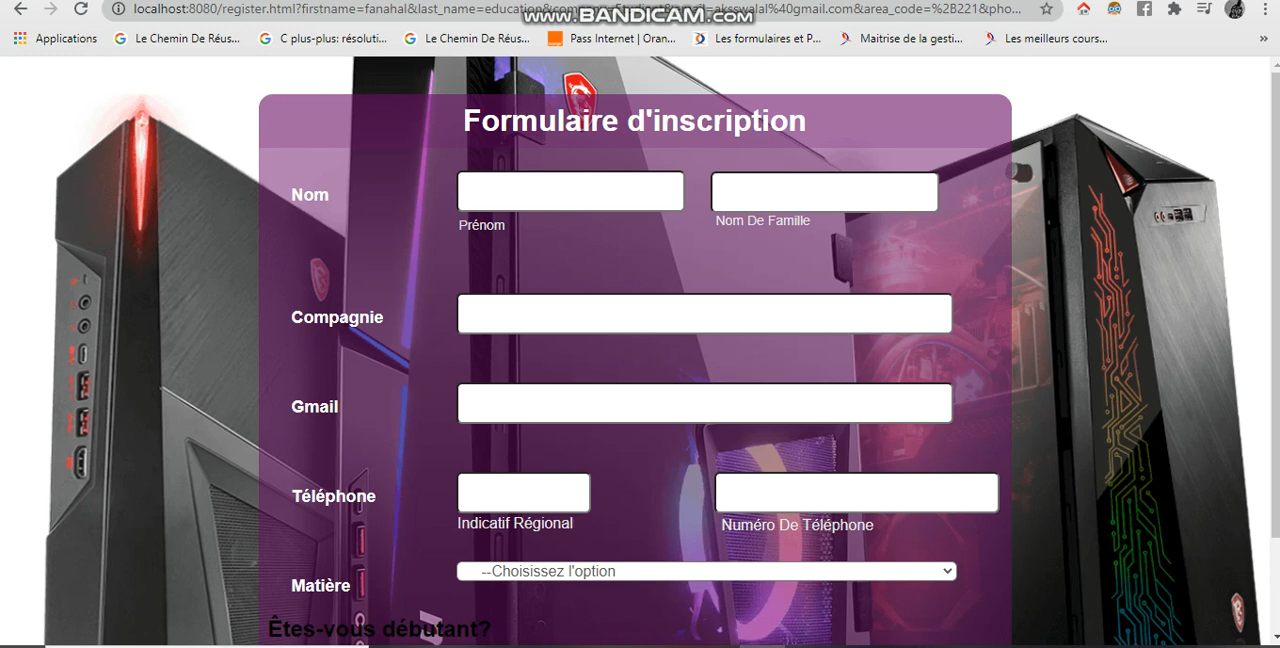 localhost:8080/register.html?firstname=fanahal&last_name=education&company=Etudiant&email=aksswalal%40gmail.com&area_code=%2B221&pho...
www.BANDICAM.com
Applications Le Chemin De Réus... C plus-plus: résoluti... Le Chemin De Réus... Pass Internet | Oran... Les formulaires et P... Maitrise de la gesti... Les meilleurs cours... »
Formulaire d'inscription
Nom
Prénom Nom De Famille
Compagnie
Gmail
Téléphone
Indicatif Régional Numéro De Téléphone
--Choisissez l'option
Matière
Êtes-vous débutant?